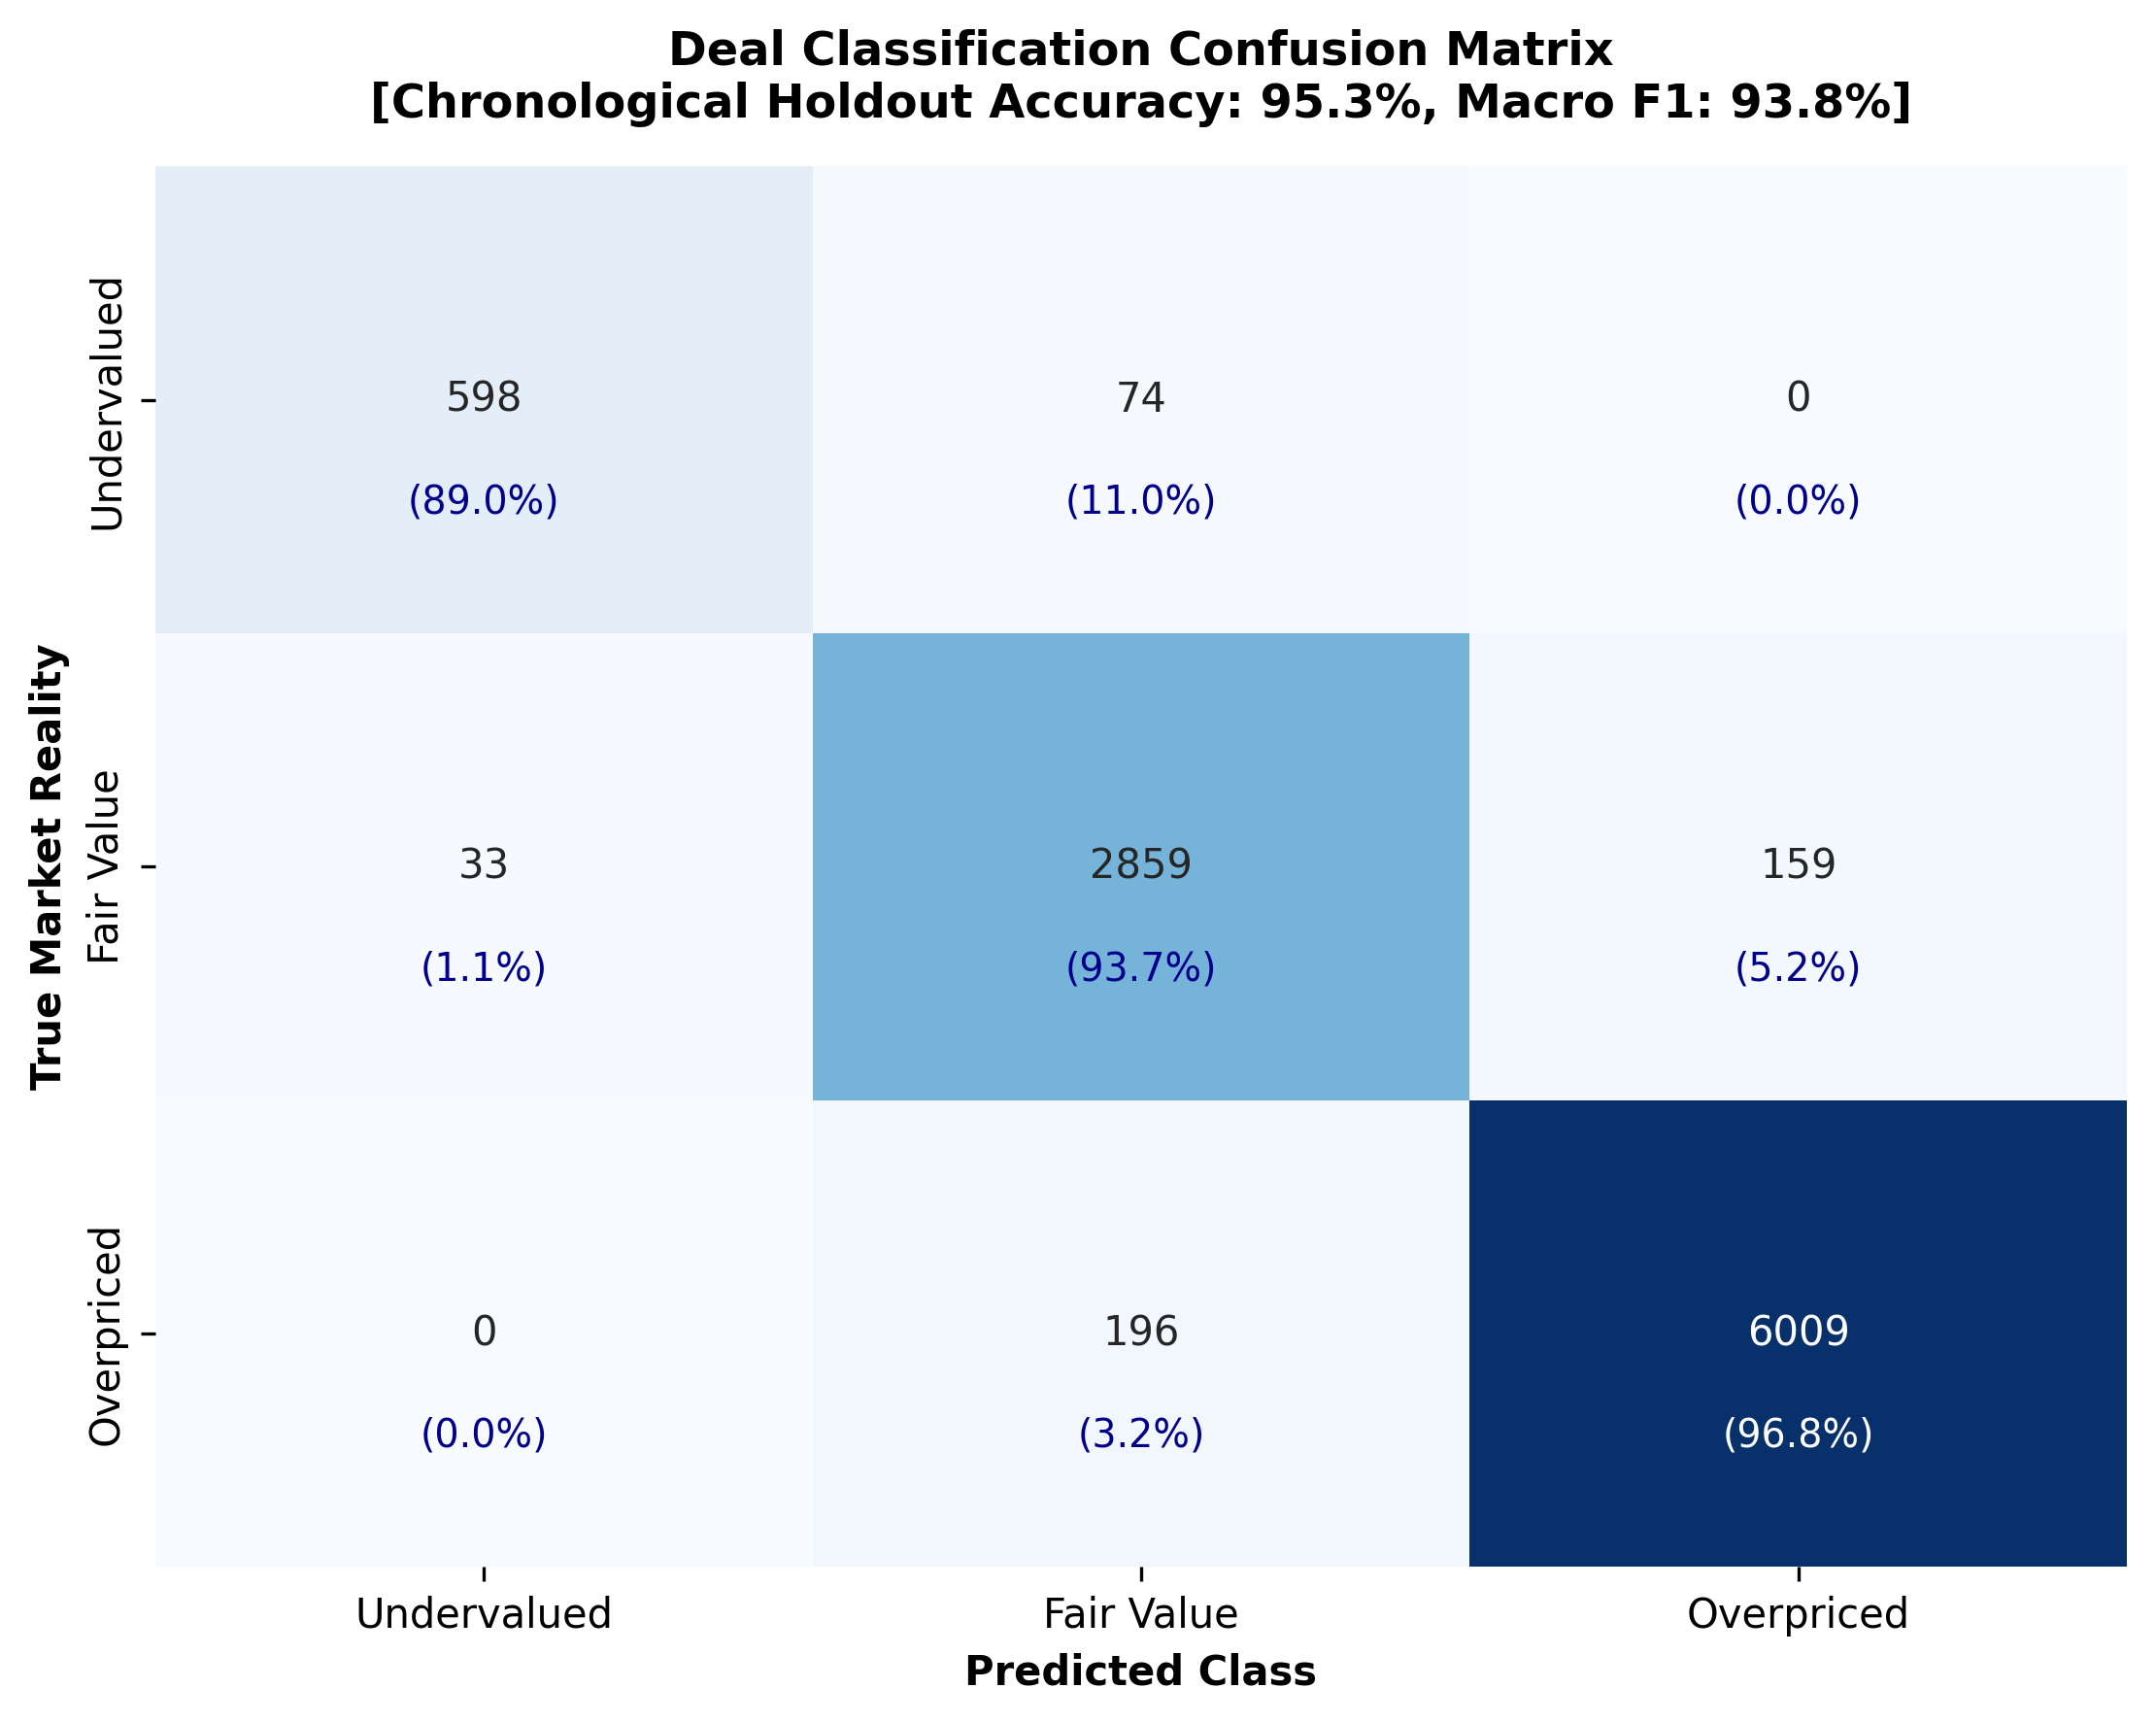 Deal Classification Confusion Matrix
[Chronological Holdout Accuracy: 95.3%, Macro F1: 93.8%]
True Market Reality
Undervalued
598
74
0
(89.0%)
(11.0%)
(0.0%)
Fair Value
33
2859
159
(1.1%)
(93.7%)
(5.2%)
Overpriced
0
196
6009
(0.0%)
(3.2%)
(96.8%)
Undervalued
Fair Value
Overpriced
Predicted Class